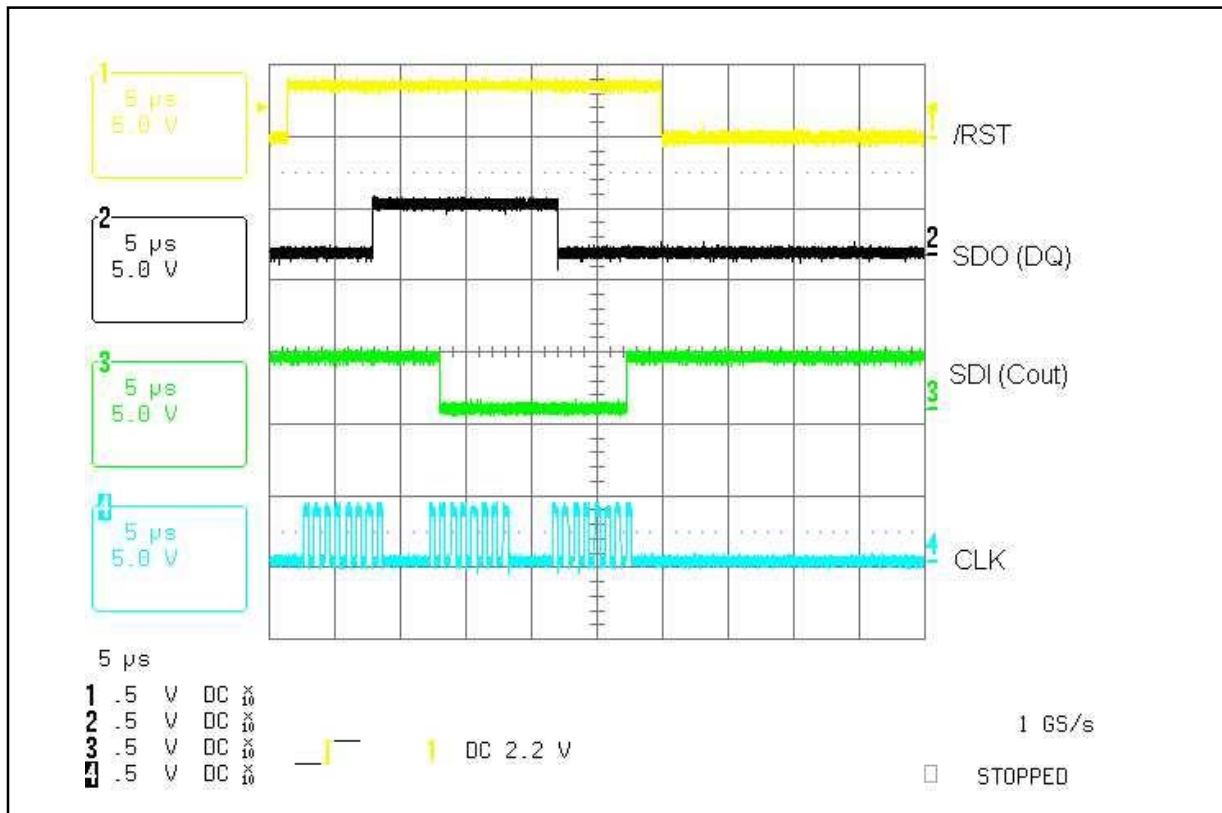 1
5 µs
5.0 V
/RST
2
5 µs
5.0 V
2
SDO (DQ)
3
5 µs
5.0 V
SDI (Cout)
3
4
5 µs
5.0 V
4
CLK
5 µs
1 .5 V DC X10
2 .5 V DC X10
3 .5 V DC X10
4 .5 V DC X10
1 DC 2.2 V
1 GS/s
STOPPED